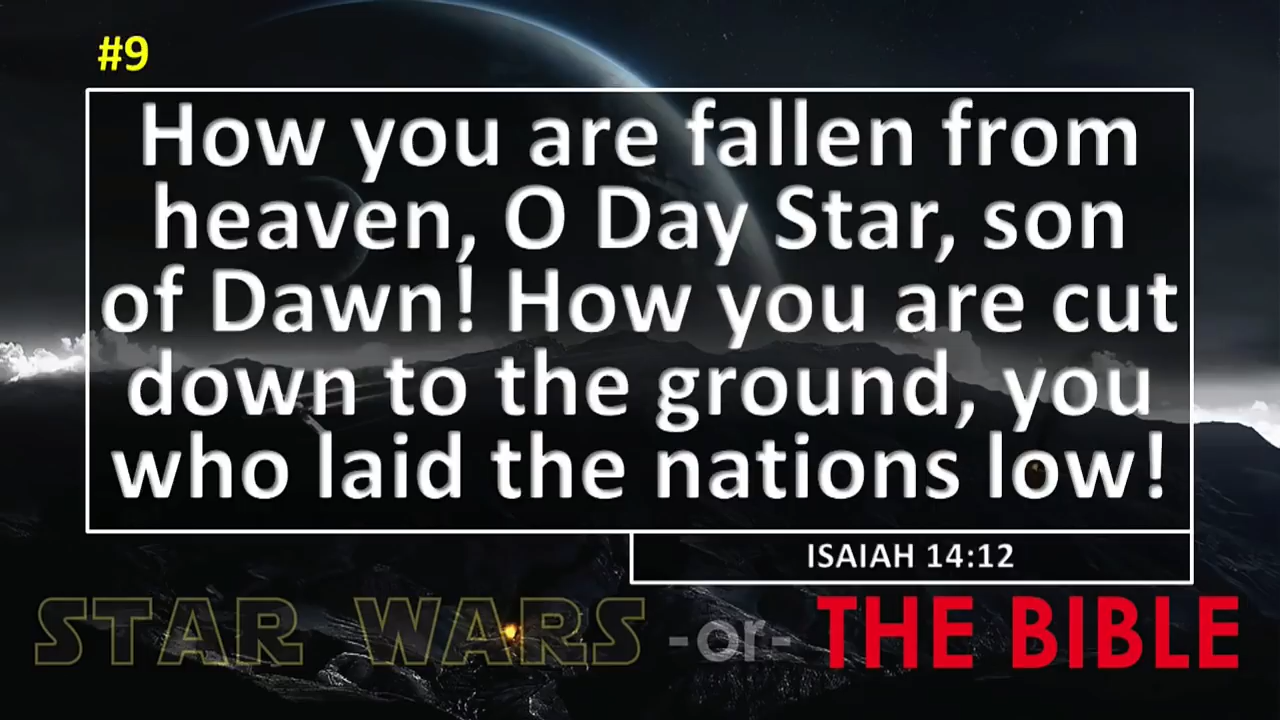 #9
How you are fallen from
heaven, O Day Star, son
of Dawn! How you are cut
down to the ground, you
who laid the nations low!
ISAIAH 14:12
STAR WARS -or- THE BIBLE